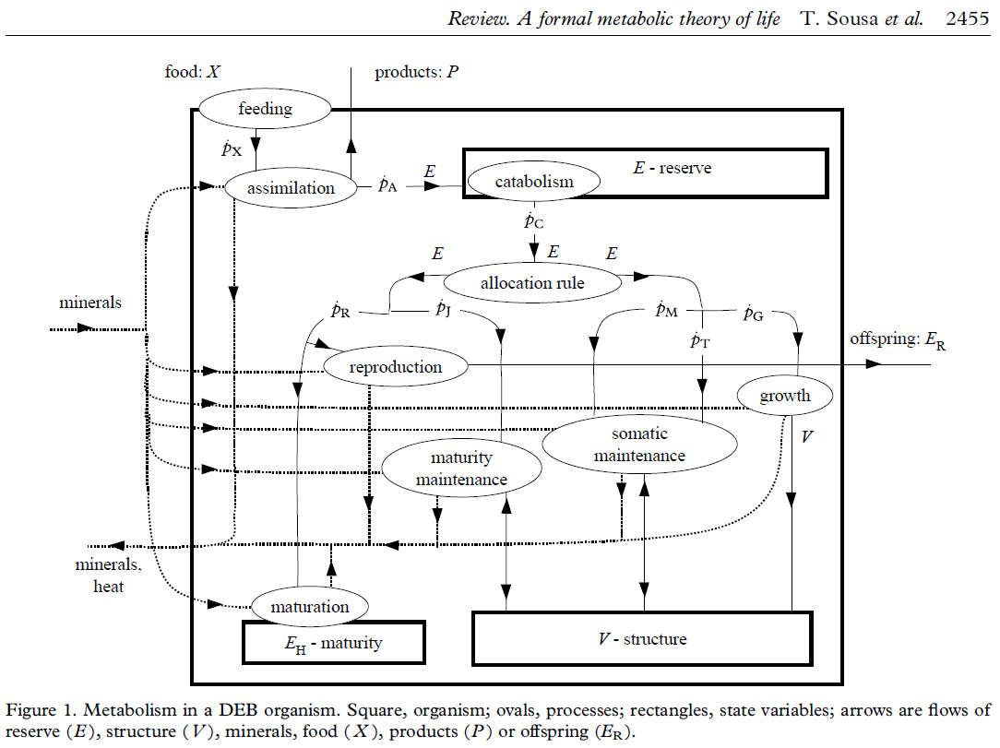 Review. A formal metabolic theory of life T. Sousa et al. 2455
food: X
products: P
feeding
ṗX
E - reserve
assimilation
ṗA
E
catabolism
ṗC
E
E
E
allocation rule
minerals
ṗR
ṗJ
ṗM
ṗG
ṗT
offspring: ER
reproduction
growth
somatic
maintenance
V
maturity
maintenance
minerals,
heat
maturation
EH - maturity
V - structure
Figure 1. Metabolism in a DEB organism. Square, organism; ovals, processes; rectangles, state variables; arrows are flows of
reserve (E), structure (V), minerals, food (X), products (P) or offspring (ER).